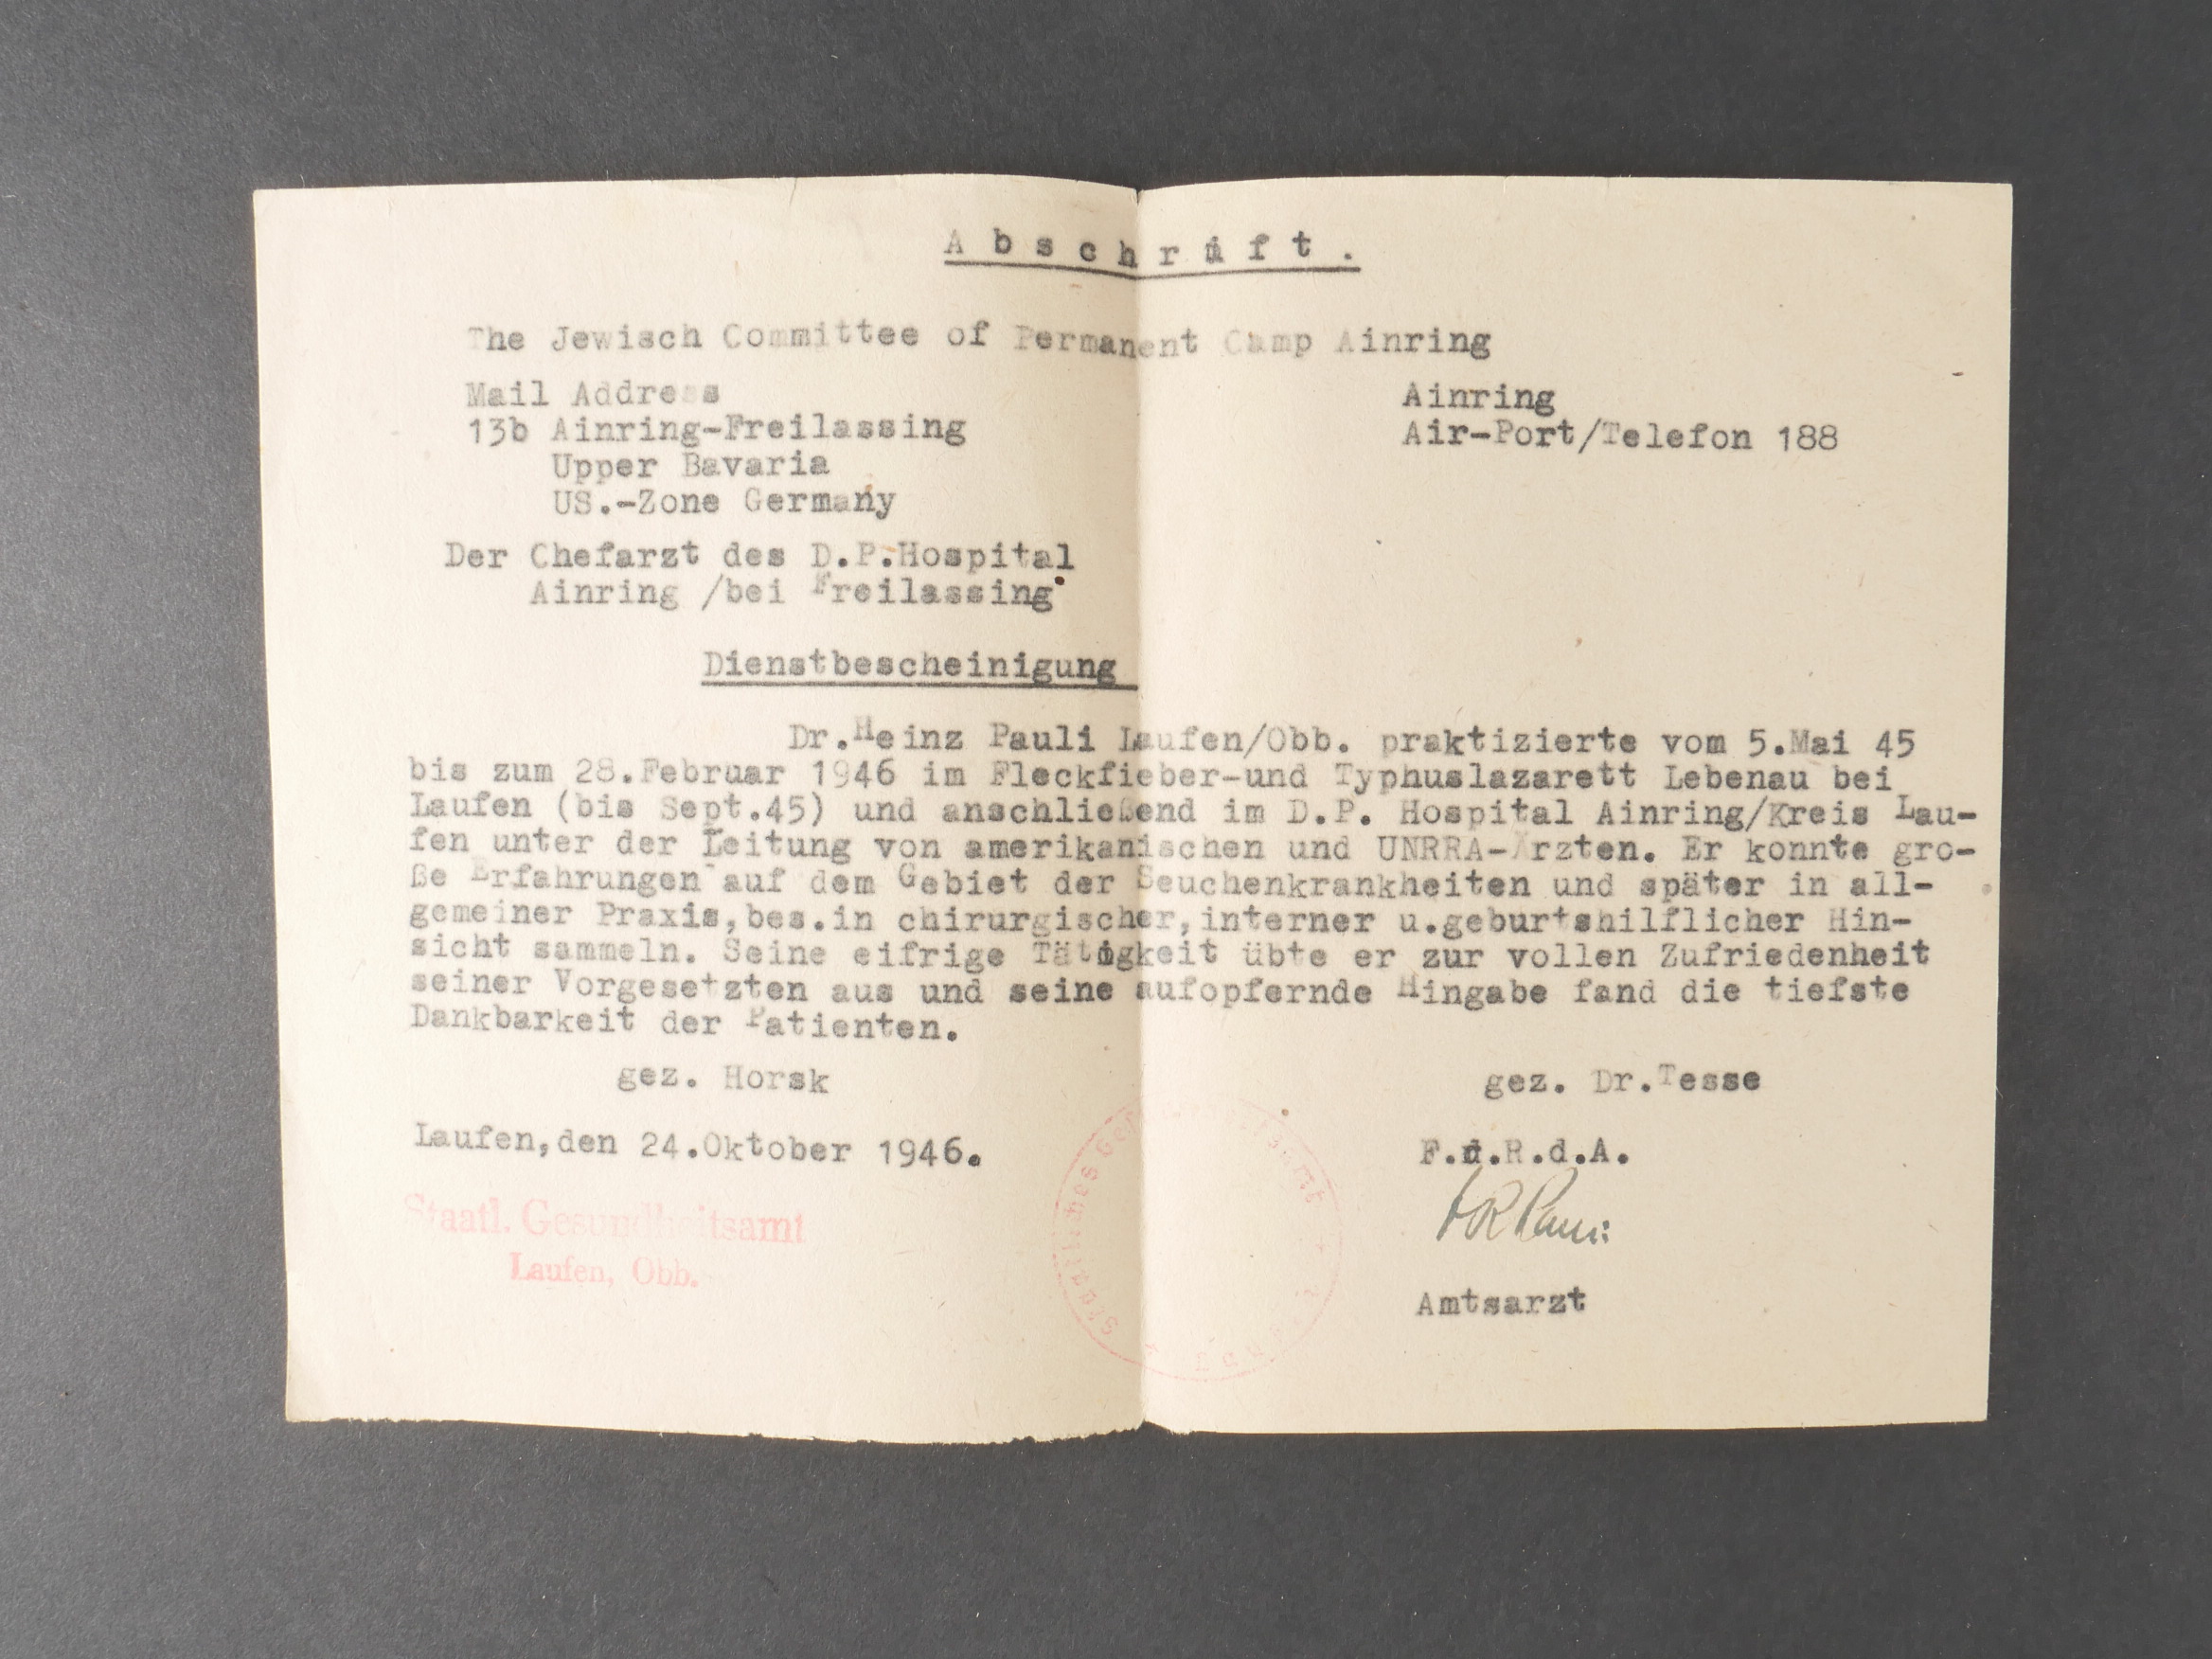 Abschrift.
The Jewisch Committee of Permanent Camp Ainring
Mail Address
13b Ainring-Freilassing
Upper Bavaria
US.-Zone Germany
Ainring
Air-Port/Telefon 188
Der Chefarzt des D.P.Hospital
Ainring /bei Freilassing
Dienstbescheinigung
Dr.Heinz Pauli Laufen/Obb. praktizierte vom 5.Mai 45
bis zum 28.Februar 1946 im Fleckfieber-und Typhuslazarett Lebenau bei
Laufen (bis Sept.45) und anschließend im D.P. Hospital Ainring/Kreis Lau-
fen unter der Leitung von amerikanischen und UNRRA-Ärzten. Er konnte gro-
ße Erfahrungen auf dem Gebiet der Seuchenkrankheiten und später in all-
gemeiner Praxis,bes.in chirurgischer,interner u.geburtshilflicher Hin-
sicht sammeln. Seine eifrige Tätigkeit übte er zur vollen Zufriedenheit
seiner Vorgesetzten aus und seine aufopfernde Hingabe fand die tiefste
Dankbarkeit der Patienten.
gez. Horsk
gez. Dr.Tesse
Laufen,den 24.Oktober 1946.
F.d.R.d.A.
Staatl. Gesundheitsamt
Laufen, Obb.
Pauli
Amtsarzt
Staatliches Gesundheitsamt